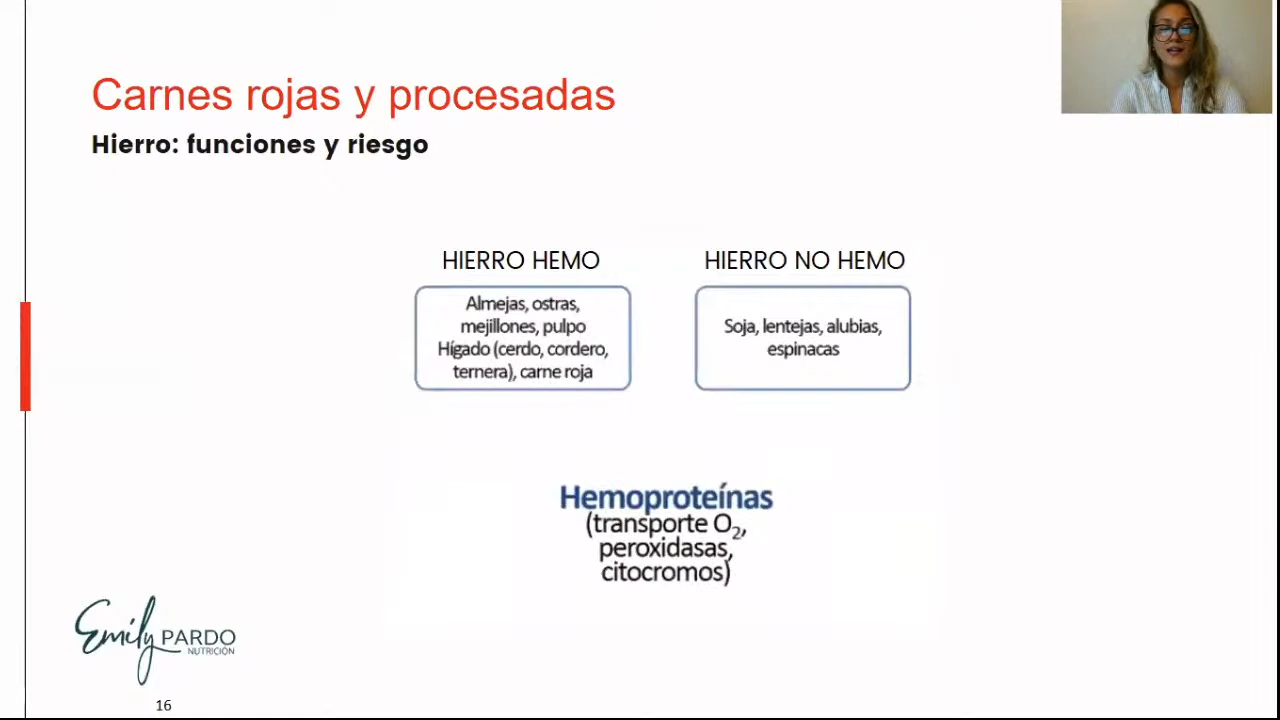 Carnes rojas y procesadas
Hierro: funciones y riesgo
HIERRO HEMO
Almejas, ostras,
mejillones, pulpo
Hígado (cerdo, cordero,
ternera), carne roja
HIERRO NO HEMO
Soja, lentejas, alubias,
espinacas
Hemoproteínas
(transporte O₂,
peroxidasas,
citocromos)
Emily PARDO
NUTRICIÓN
16